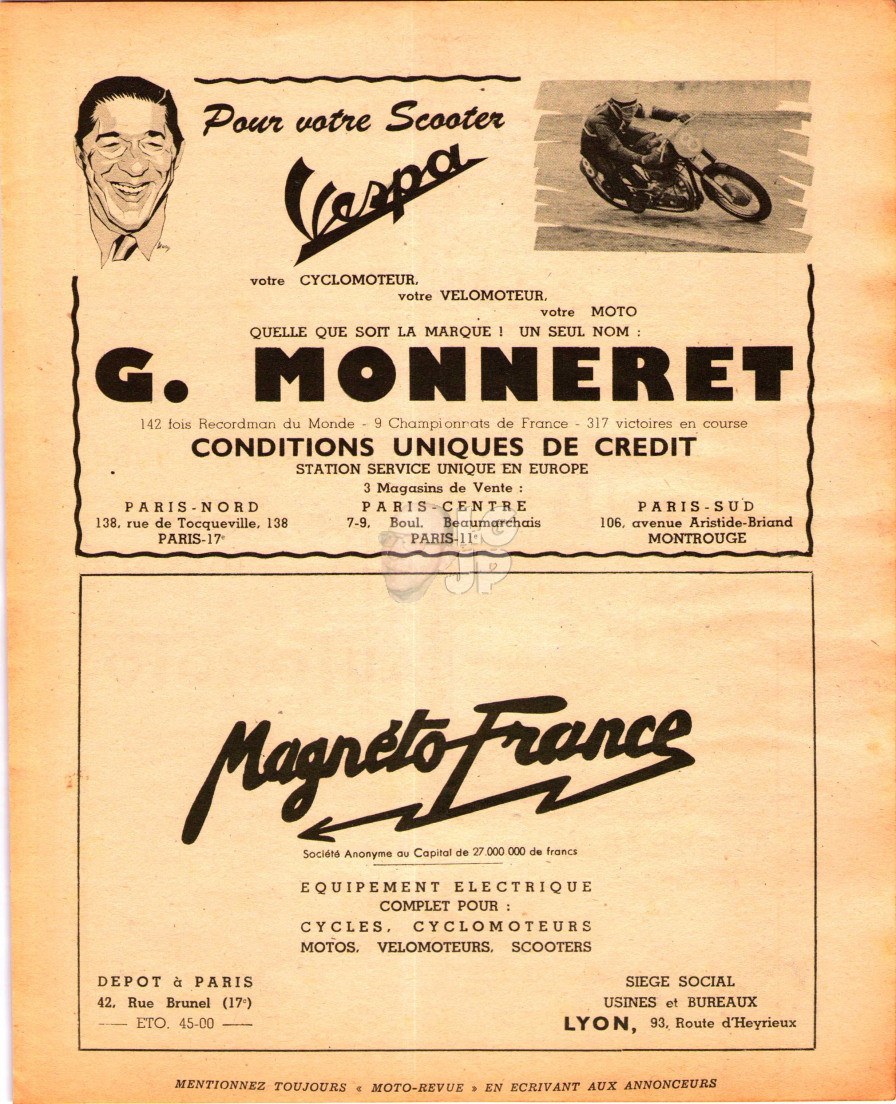 Pour votre Scooter
Vespa
votre CYCLOMOTEUR,
votre VELOMOTEUR,
votre MOTO
QUELLE QUE SOIT LA MARQUE ! UN SEUL NOM :
G. MONNERET
142 fois Recordman du Monde - 9 Championnats de France - 317 victoires en course
CONDITIONS UNIQUES DE CREDIT
STATION SERVICE UNIQUE EN EUROPE
3 Magasins de Vente :
PARIS-NORD
138, rue de Tocqueville, 138
PARIS-17e
PARIS-CENTRE
7-9, Boul. Beaumarchais
PARIS-11e
PARIS-SUD
106, avenue Aristide-Briand
MONTROUGE
JP
Magnéto-France
Société Anonyme au Capital de 27.000 000 de francs
EQUIPEMENT ELECTRIQUE
COMPLET POUR :
CYCLES, CYCLOMOTEURS
MOTOS, VELOMOTEURS, SCOOTERS
DEPOT à PARIS
42, Rue Brunel (17e)
ETO. 45-00
SIEGE SOCIAL
USINES et BUREAUX
LYON, 93, Route d'Heyrieux
MENTIONNEZ TOUJOURS « MOTO-REVUE » EN ECRIVANT AUX ANNONCEURS